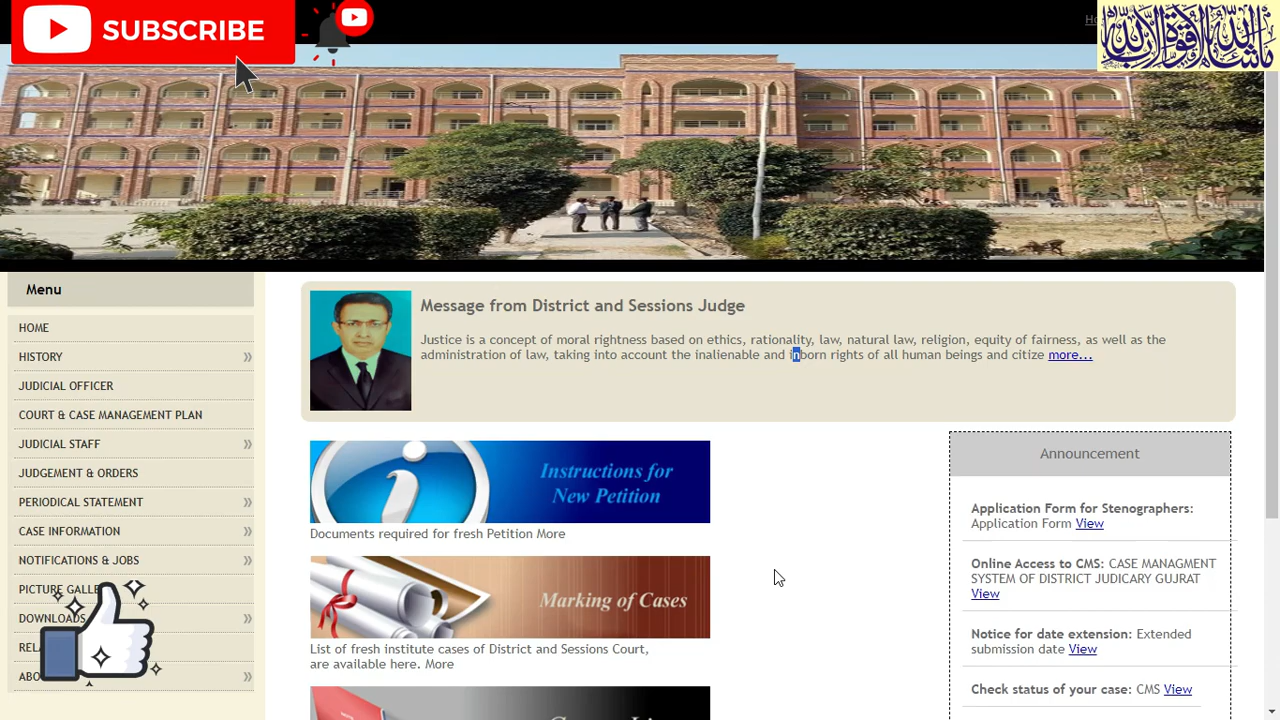 SUBSCRIBE
Menu
HOME
HISTORY
JUDICIAL OFFICER
COURT & CASE MANAGEMENT PLAN
JUDICIAL STAFF
JUDGEMENT & ORDERS
PERIODICAL STATEMENT
CASE INFORMATION
NOTIFICATIONS & JOBS
PICTURE GALLE
DOWNLOADS
REL
ABO
Message from District and Sessions Judge
Justice is a concept of moral rightness based on ethics, rationality, law, natural law, religion, equity of fairness, as well as the
administration of law, taking into account the inalienable and inborn rights of all human beings and citize more...
Instructions for
New Petition
Documents required for fresh Petition More
Marking of Cases
List of fresh institute cases of District and Sessions Court,
are available here. More
Announcement
Application Form for Stenographers:
Application Form View
Online Access to CMS: CASE MANAGMENT
SYSTEM OF DISTRICT JUDICARY GUJRAT
View
Notice for date extension: Extended
submission date View
Check status of your case: CMS View